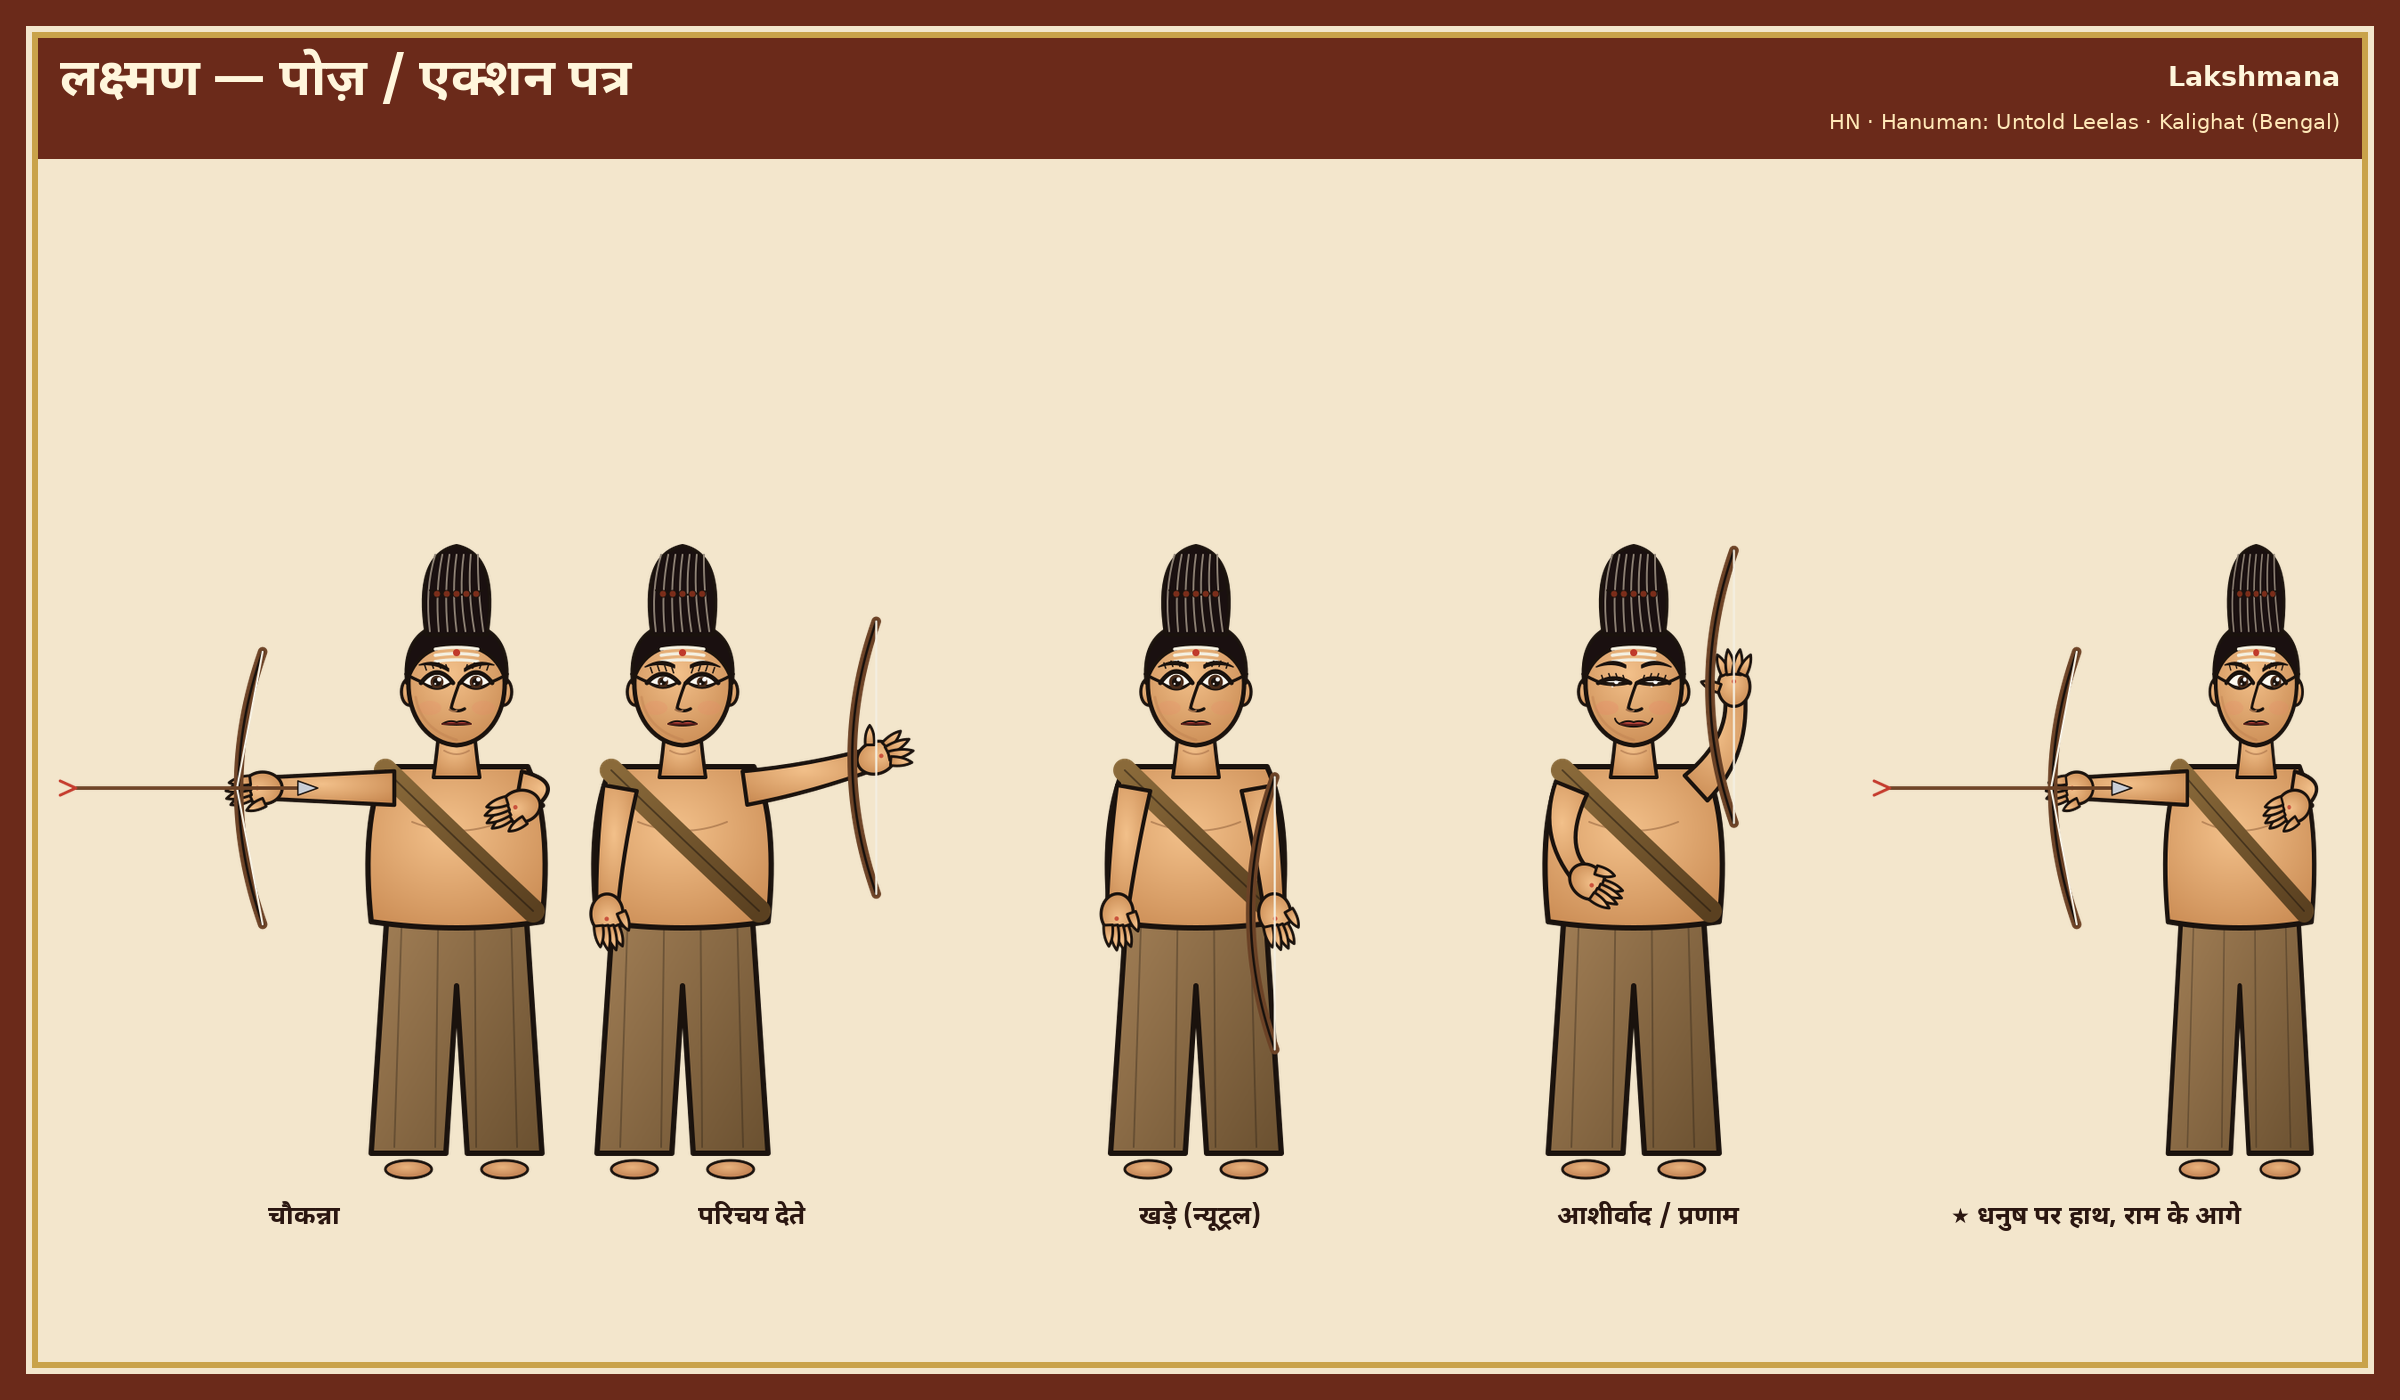 लक्ष्मण — पोज़ / एक्शन पत्र
Lakshmana
HN · Hanuman: Untold Leelas · Kalighat (Bengal)
चौकन्ना
परिचय देते
खड़े (न्यूट्रल)
आशीर्वाद / प्रणाम
★ धनुष पर हाथ, राम के आगे